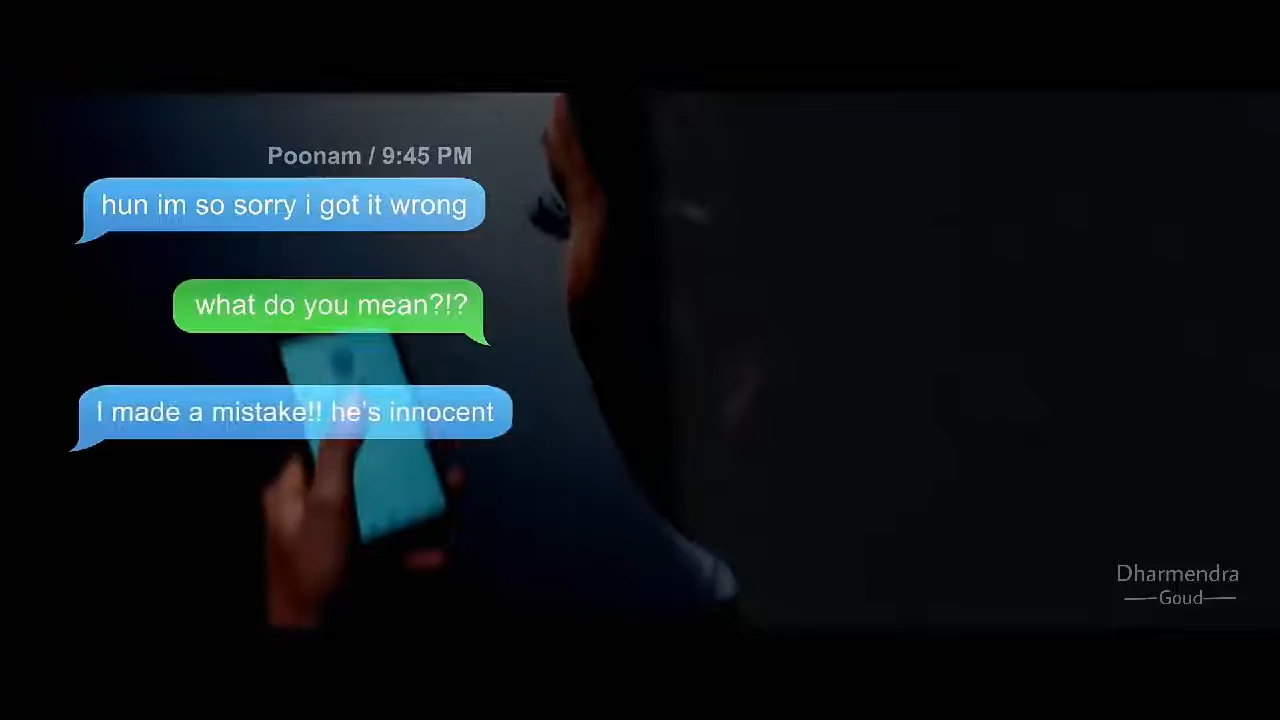 Poonam / 9:45 PM
hun im so sorry i got it wrong
what do you mean?!?
I made a mistake!! he's innocent
Dharmendra
Goud